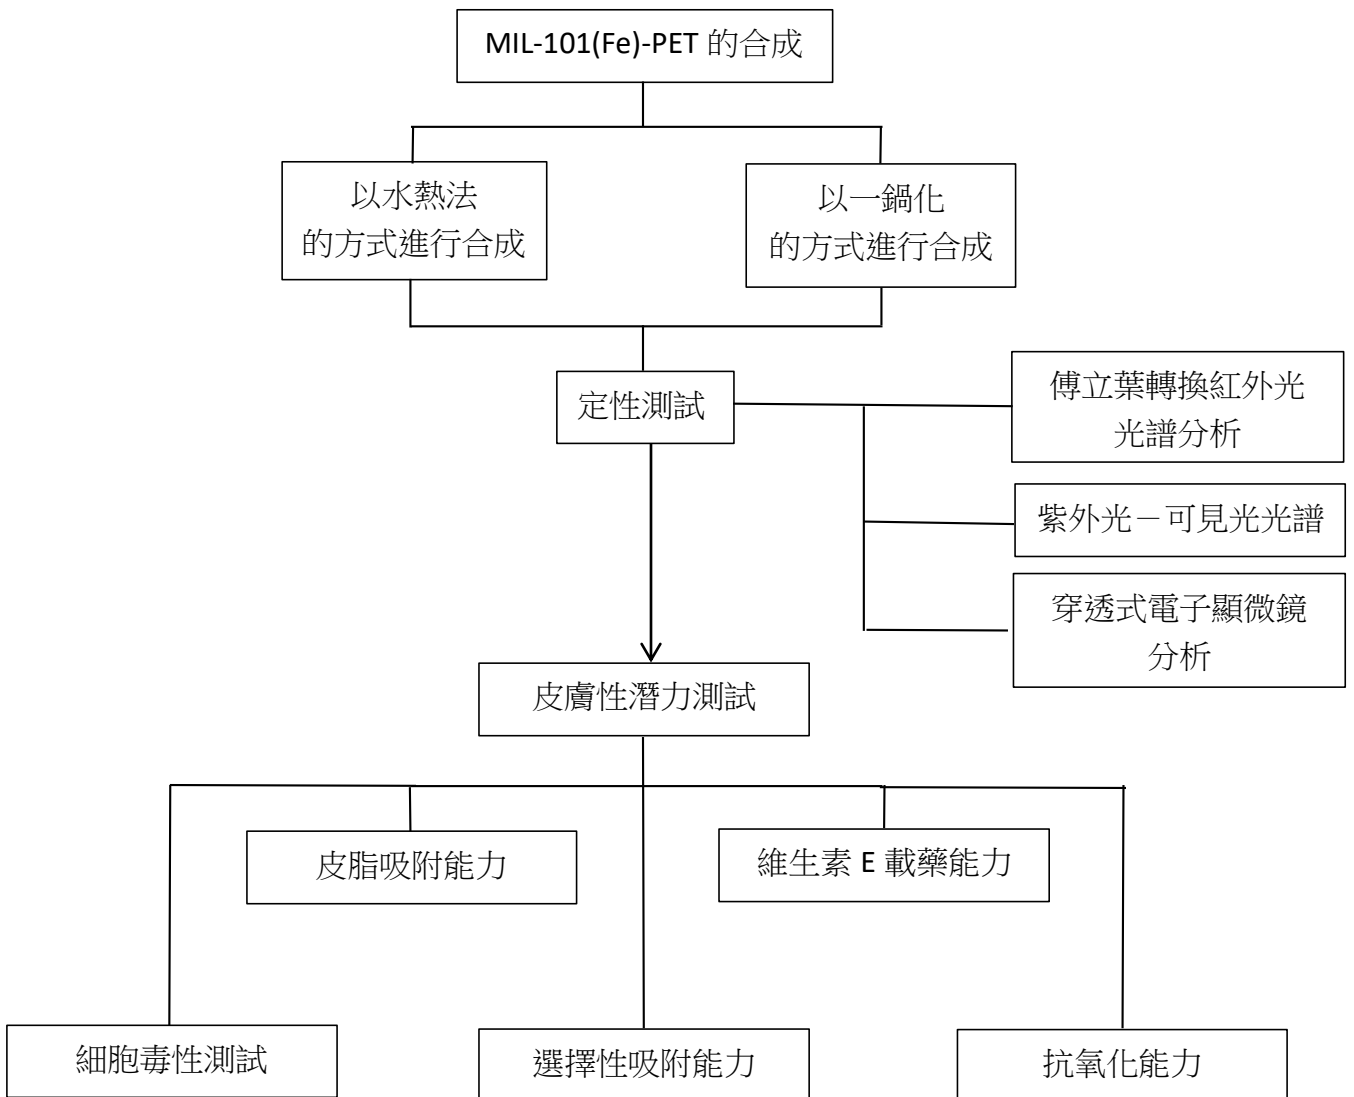 MIL-101(Fe)-PET 的合成
以水熱法
的方式進行合成
以一鍋化
的方式進行合成
定性測試
傅立葉轉換紅外光
光譜分析
紫外光－可見光光譜
穿透式電子顯微鏡
分析
皮膚性潛力測試
皮脂吸附能力
維生素 E 載藥能力
細胞毒性測試
選擇性吸附能力
抗氧化能力